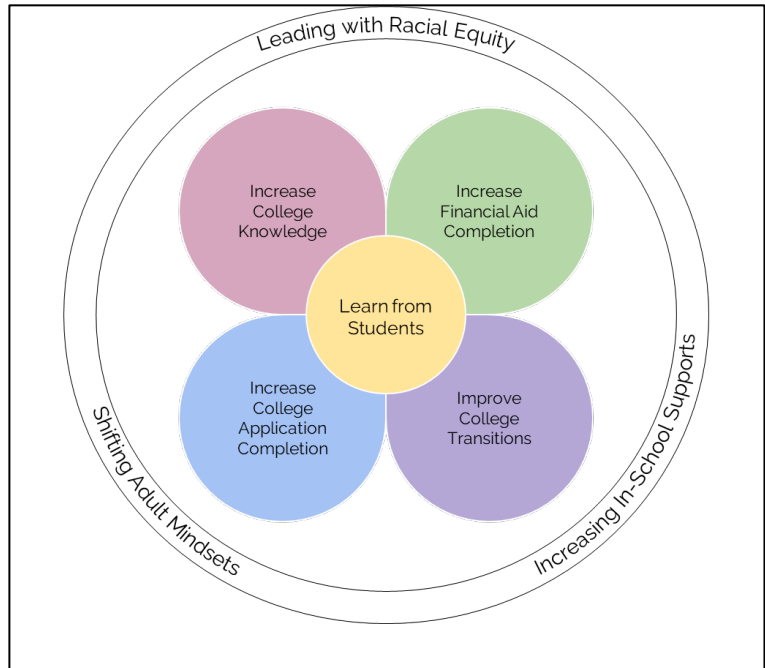 Leading with Racial Equity
Increase
College
Knowledge
Increase
Financial Aid
Completion
Learn from
Students
Increase
College
Application
Completion
Improve
College
Transitions
Shifting Adult Mindsets
Increasing In-School Supports